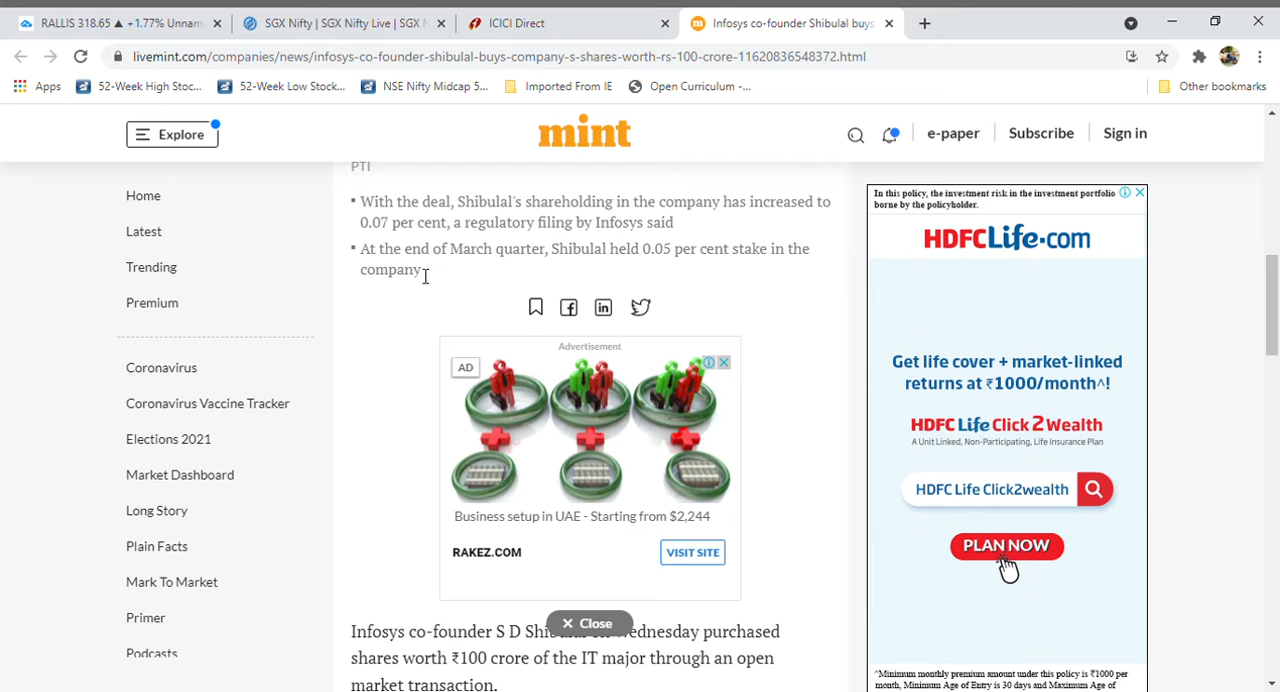 RALLIS 318.65 ▲ +1.77% Unnam
SGX Nifty | SGX Nifty Live | SGX N
ICICI Direct
Infosys co-founder Shibulal buys
livemint.com/companies/news/infosys-co-founder-shibulal-buys-company-s-shares-worth-rs-100-crore-11620836548372.html
Apps
52-Week High Stoc...
52-Week Low Stock...
NSE Nifty Midcap 5...
Imported From IE
Open Curriculum -...
Other bookmarks
Explore
mint
e-paper
Subscribe
Sign in
PTI
With the deal, Shibulal's shareholding in the company has increased to
0.07 per cent, a regulatory filing by Infosys said
At the end of March quarter, Shibulal held 0.05 per cent stake in the
company
Home
Latest
Trending
Premium
Coronavirus
Coronavirus Vaccine Tracker
Elections 2021
Market Dashboard
Long Story
Plain Facts
Mark To Market
Primer
Podcasts
Advertisement
AD
Business setup in UAE - Starting from $2,244
RAKEZ.COM
VISIT SITE
Close
Infosys co-founder S D Shibulal on Wednesday purchased
shares worth ₹100 crore of the IT major through an open
market transaction.
In this policy, the investment risk in the investment portfolio
borne by the policyholder.
HDFCLife.com
Get life cover + market-linked
returns at ₹1000/month^!
HDFC Life Click 2 Wealth
A Unit Linked, Non-Participating, Life Insurance Plan
HDFC Life Click2wealth
PLAN NOW
^Minimum monthly premium amount under this policy is ₹1000 per
month, Minimum Age of Entry is 30 days and Maximum Age of